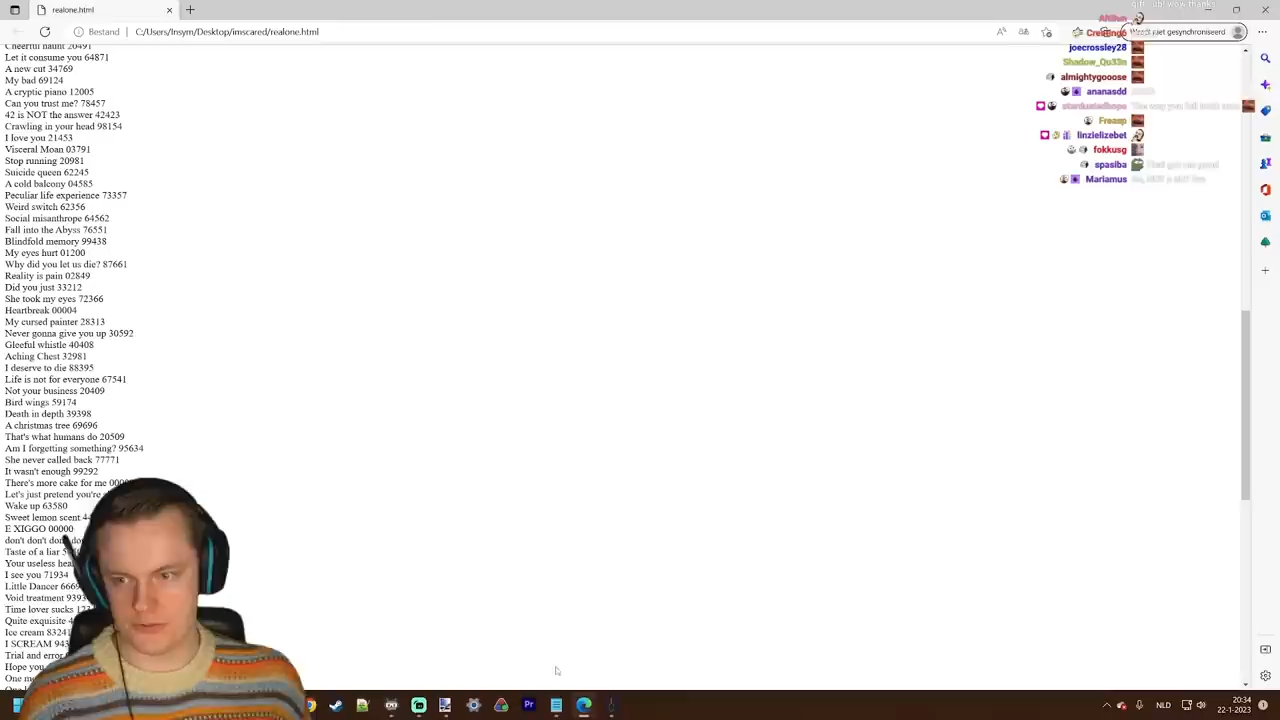 realone.html
Bestand
C:/Users/Insym/Desktop/imscared/realone.html
gesynchroniseerd
Cheerful haunt 20491
Let it consume you 64871
A new cut 34769
My bad 69124
A cryptic piano 12005
Can you trust me? 78457
42 is NOT the answer 42423
Crawling in your head 98154
I love you 21453
Visceral Moan 03791
Stop running 20981
Suicide queen 62245
A cold balcony 04585
Peculiar life experience 73357
Weird switch 62356
Social misanthrope 64562
Fall into the Abyss 76551
Blindfold memory 99438
My eyes hurt 01200
Why did you let us die? 87661
Reality is pain 02849
Did you just 33212
She took my eyes 72366
Heartbreak 00004
My cursed painter 28313
Never gonna give you up 30592
Gleeful whistle 40408
Aching Chest 32981
I deserve to die 88395
Life is not for everyone 67541
Not your business 20409
Bird wings 59174
Death in depth 39398
A christmas tree 69696
That's what humans do 20509
Am I forgetting something? 95634
She never called back 77771
It wasn't enough 99292
There's more cake for me
Let's just pretend you're
Wake up 63580
Sweet lemon scent
E XIGGO 00000
don't don't don't
Taste of a liar
Your useless
I see you 71934
Little Dancer
Void treatment
Time lover sucks
Quite exquisite
Ice cream 83241
I SCREAM
Trial and error
Hope you
joecrossley28
Shadow_Qu33n
almightygooose
ananasdd
stardustedhope
Freasp
linzielizebet
fokkusg
spasiba
Mariamus
NLD
20:34
22-1-2023